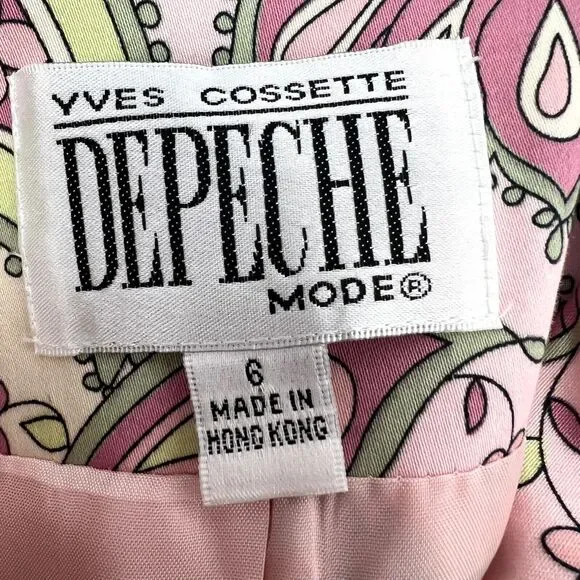 YVES COSSETTE
DEPECHE
MODE®
6
MADE IN
HONG KONG